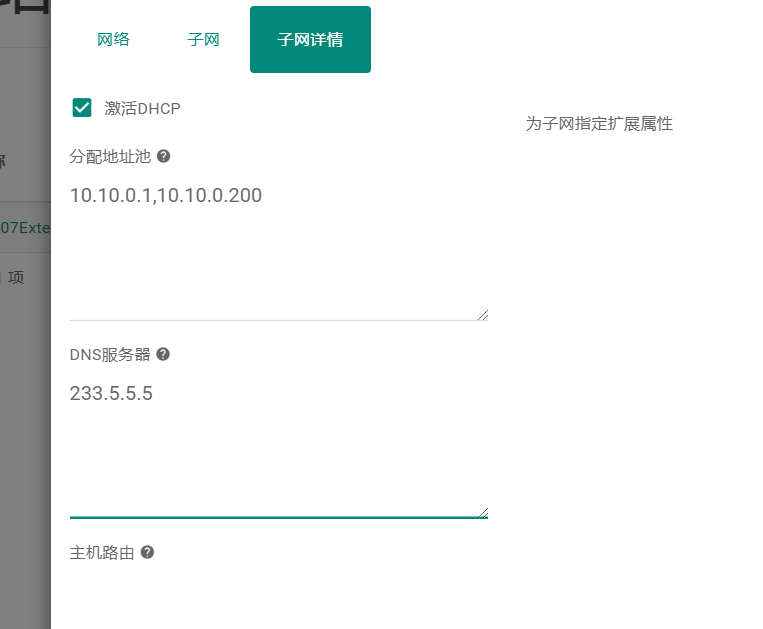 网络
子网
子网详情
激活DHCP
为子网指定扩展属性
分配地址池
10.10.0.1,10.10.0.200
07Exte
项
DNS服务器
233.5.5.5
主机路由